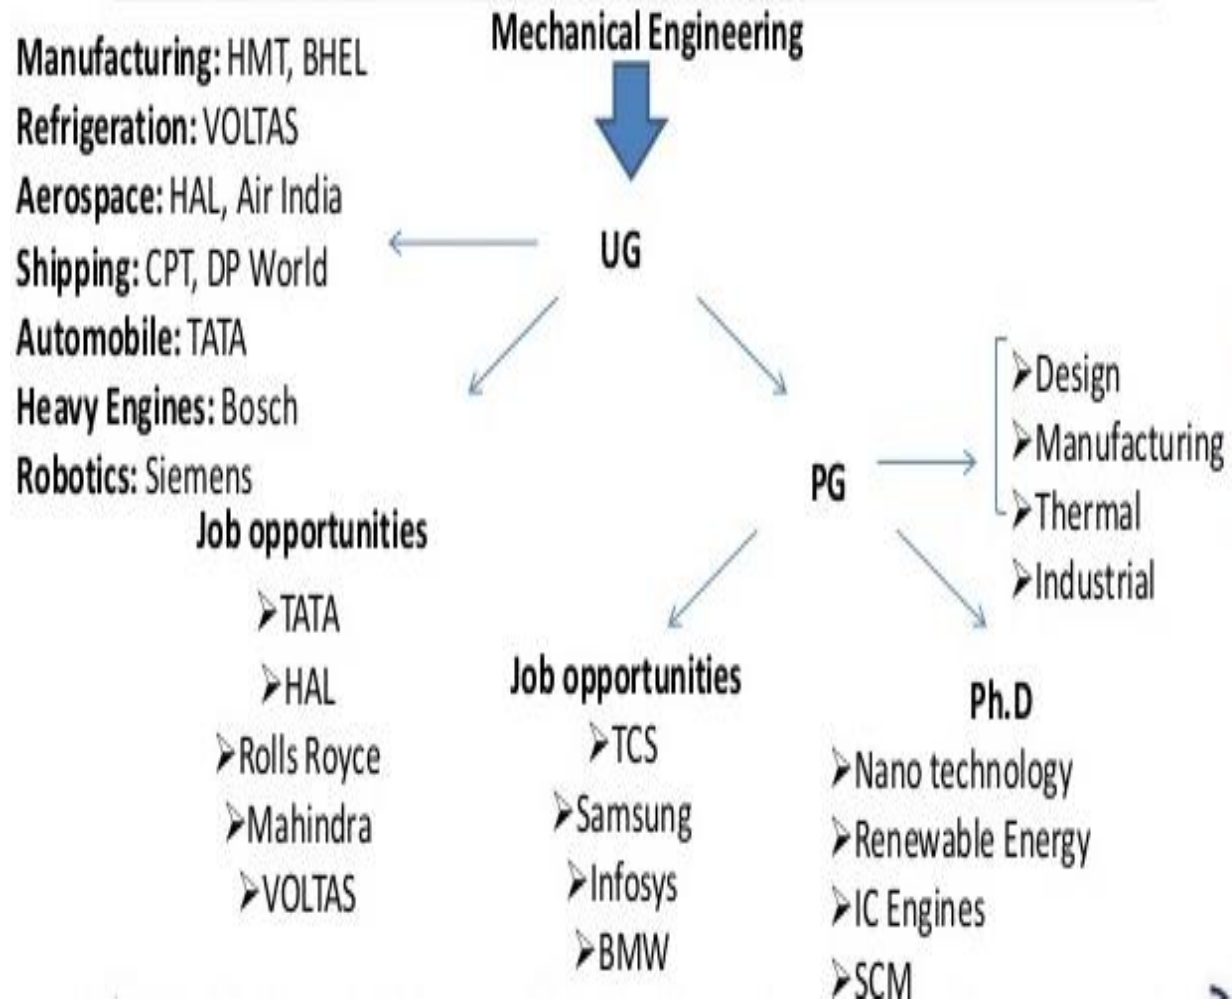 Mechanical Engineering
Manufacturing: HMT, BHEL
Refrigeration: VOLTAS
Aerospace: HAL, Air India
Shipping: CPT, DP World
Automobile: TATA
Heavy Engines: Bosch
Robotics: Siemens
UG
Job opportunities
➢TATA
➢HAL
➢Rolls Royce
➢Mahindra
➢VOLTAS
PG
➢Design
➢Manufacturing
➢Thermal
➢Industrial
Job opportunities
➢TCS
➢Samsung
➢Infosys
➢BMW
Ph.D
➢Nano technology
➢Renewable Energy
➢IC Engines
➢SCM